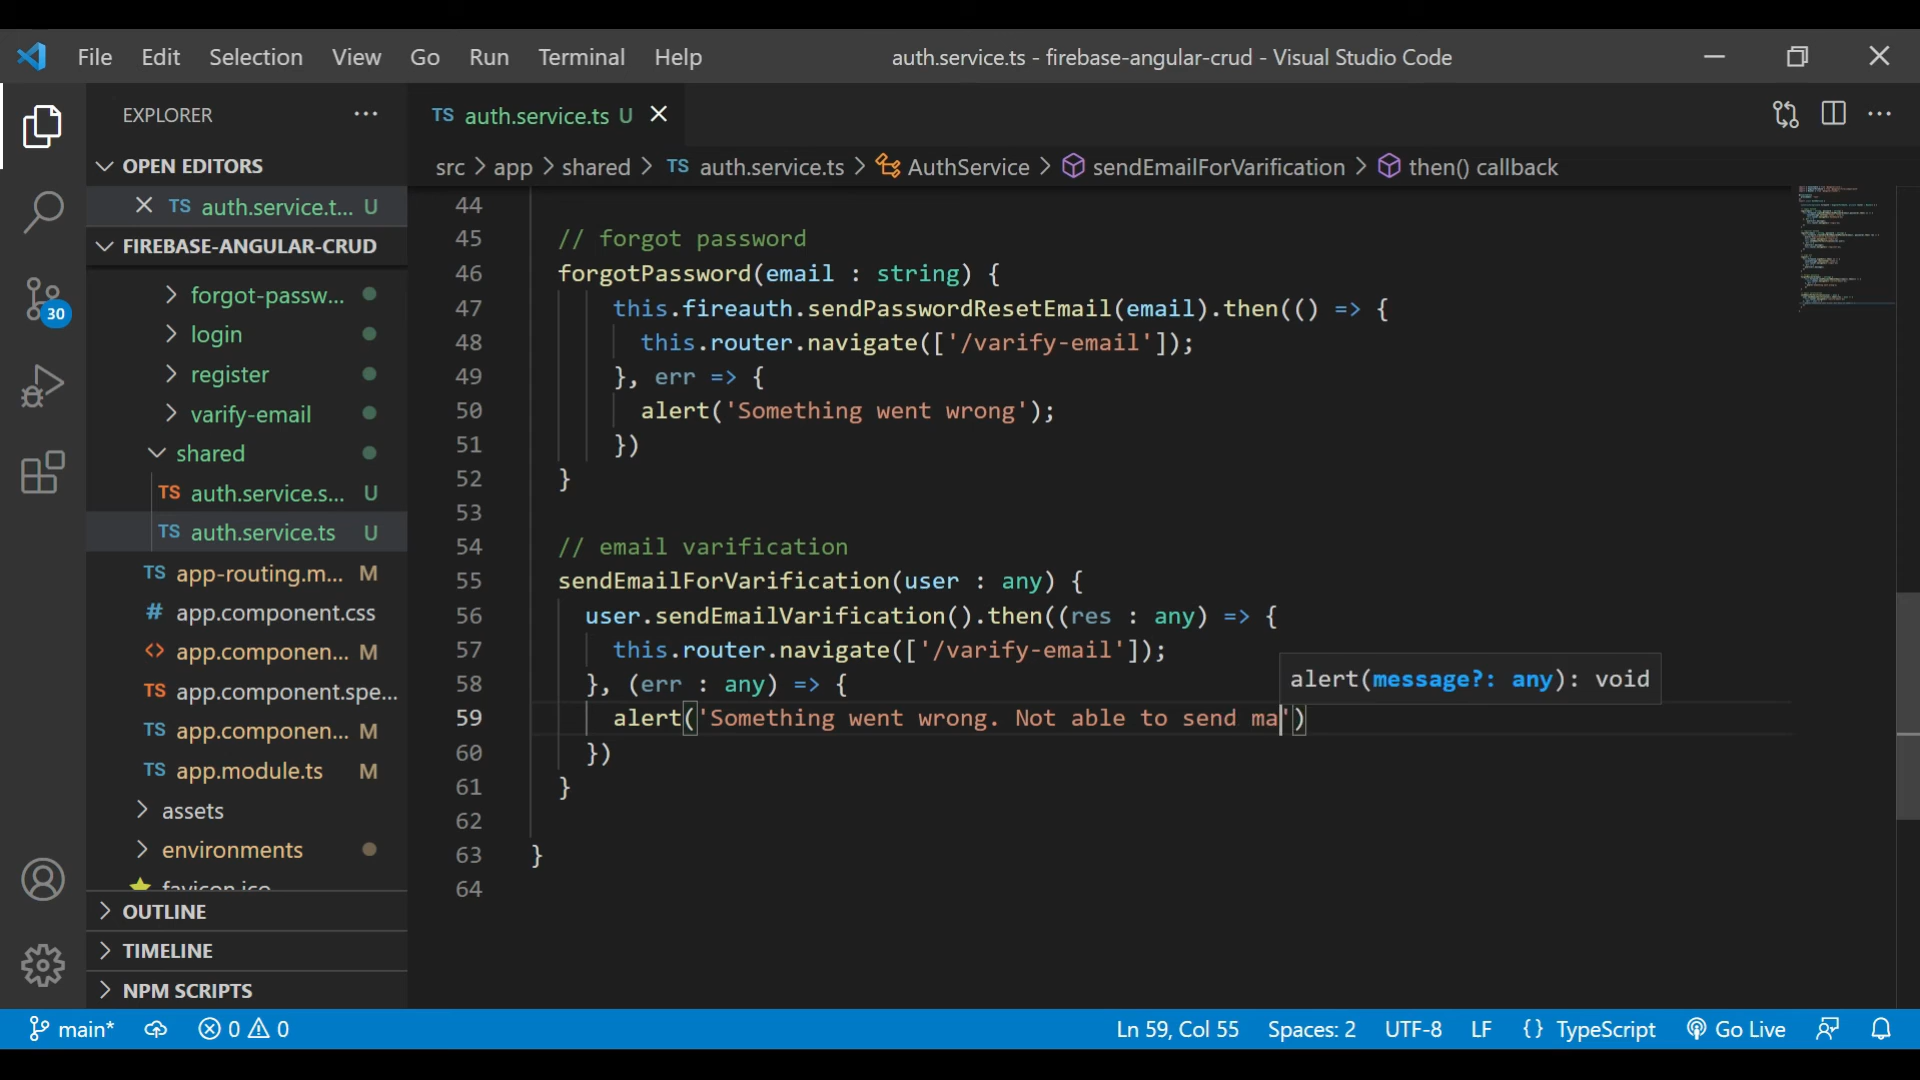 File Edit Selection View Go Run Terminal Help auth.service.ts - firebase-angular-crud - Visual Studio Code
EXPLORER
TS auth.service.ts U
OPEN EDITORS
src > app > shared > TS auth.service.ts > AuthService > sendEmailForVarification > then() callback
TS auth.service.t... U
FIREBASE-ANGULAR-CRUD
forgot-passw...
login
register
varify-email
shared
TS auth.service.s... U
TS auth.service.ts U
TS app-routing.m... M
# app.component.css
<> app.componen... M
TS app.component.spe...
TS app.componen... M
TS app.module.ts M
assets
environments
favicon.ico
OUTLINE
TIMELINE
NPM SCRIPTS
30
44
45 // forgot password
46 forgotPassword(email : string) {
47 this.fireauth.sendPasswordResetEmail(email).then(() => {
48 this.router.navigate(['/varify-email']);
49 }, err => {
50 alert('Something went wrong');
51 })
52 }
53
54 // email varification
55 sendEmailForVarification(user : any) {
56 user.sendEmailVarification().then((res : any) => {
57 this.router.navigate(['/varify-email']);
58 }, (err : any) => {
alert(message?: any): void
59 alert('Something went wrong. Not able to send ma')
60 })
61 }
62
63 }
64
main* 0 0 Ln 59, Col 55 Spaces: 2 UTF-8 LF {} TypeScript Go Live